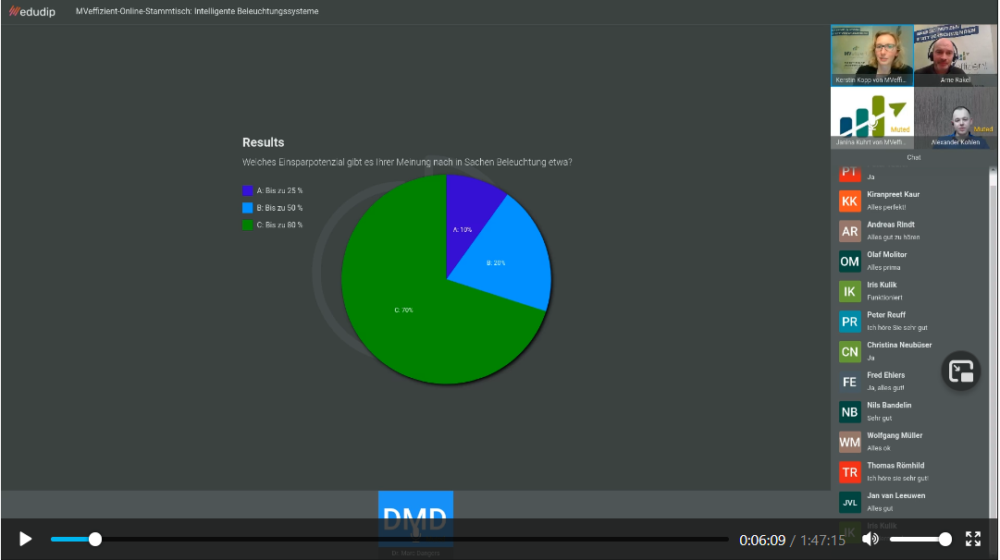 edudip
MVeffizient-Online-Stammtisch: Intelligente Beleuchtungssysteme
Kerstin Kopp von MVeffi...
Arne Rakel
Muted
Janina Kuhrt von MVeffi...
Muted
Alexander Kohlen
Results
Welches Einsparpotenzial gibt es Ihrer Meinung nach in Sachen Beleuchtung etwa?
A: Bis zu 25 %
B: Bis zu 50 %
C: Bis zu 80 %
A: 10%
B: 20%
C: 70%
Chat
PT
Ja
KK
Kiranpreet Kaur
Alles perfekt!
AR
Andreas Rindt
Alles gut zu hören
OM
Olaf Molitor
Alles prima
IK
Iris Kulik
Funktioniert
PR
Peter Reuff
Ich höre Sie sehr gut
CN
Christina Neubüser
Ja
FE
Fred Ehlers
Ja, alles gut!
NB
Nils Bandelin
Sehr gut
WM
Wolfgang Müller
Alles ok
TR
Thomas Römhild
Ich höre sie sehr gut!
JVL
Jan van Leeuwen
Alles gut
IK
Iris Kulik
DMD
Dr. Marc Dangers
0:06:09 / 1:47:15